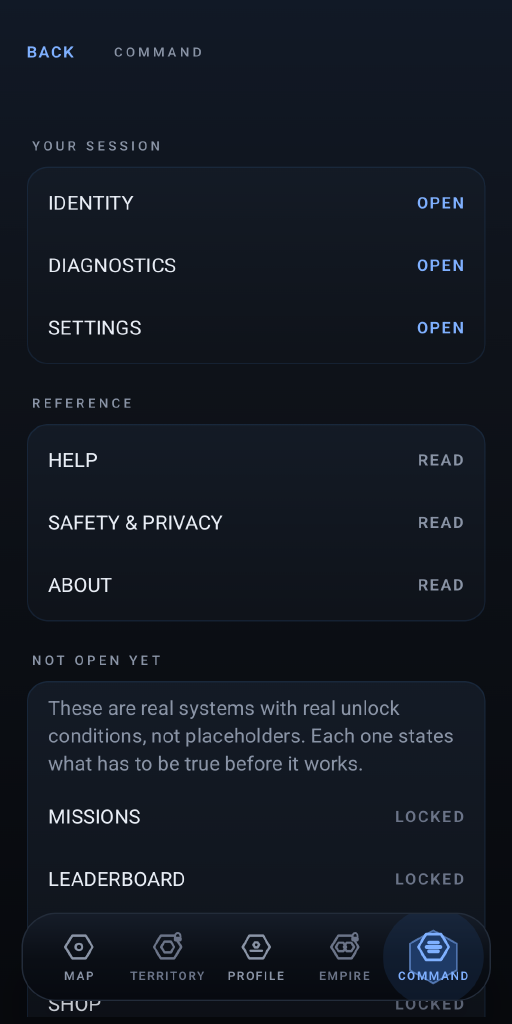 BACK COMMAND
YOUR SESSION
IDENTITY OPEN
DIAGNOSTICS OPEN
SETTINGS OPEN
REFERENCE
HELP READ
SAFETY & PRIVACY READ
ABOUT READ
NOT OPEN YET
These are real systems with real unlock
conditions, not placeholders. Each one states
what has to be true before it works.
MISSIONS LOCKED
LEADERBOARD LOCKED
MAP TERRITORY PROFILE EMPIRE COMMAND
SHOP LOCKED